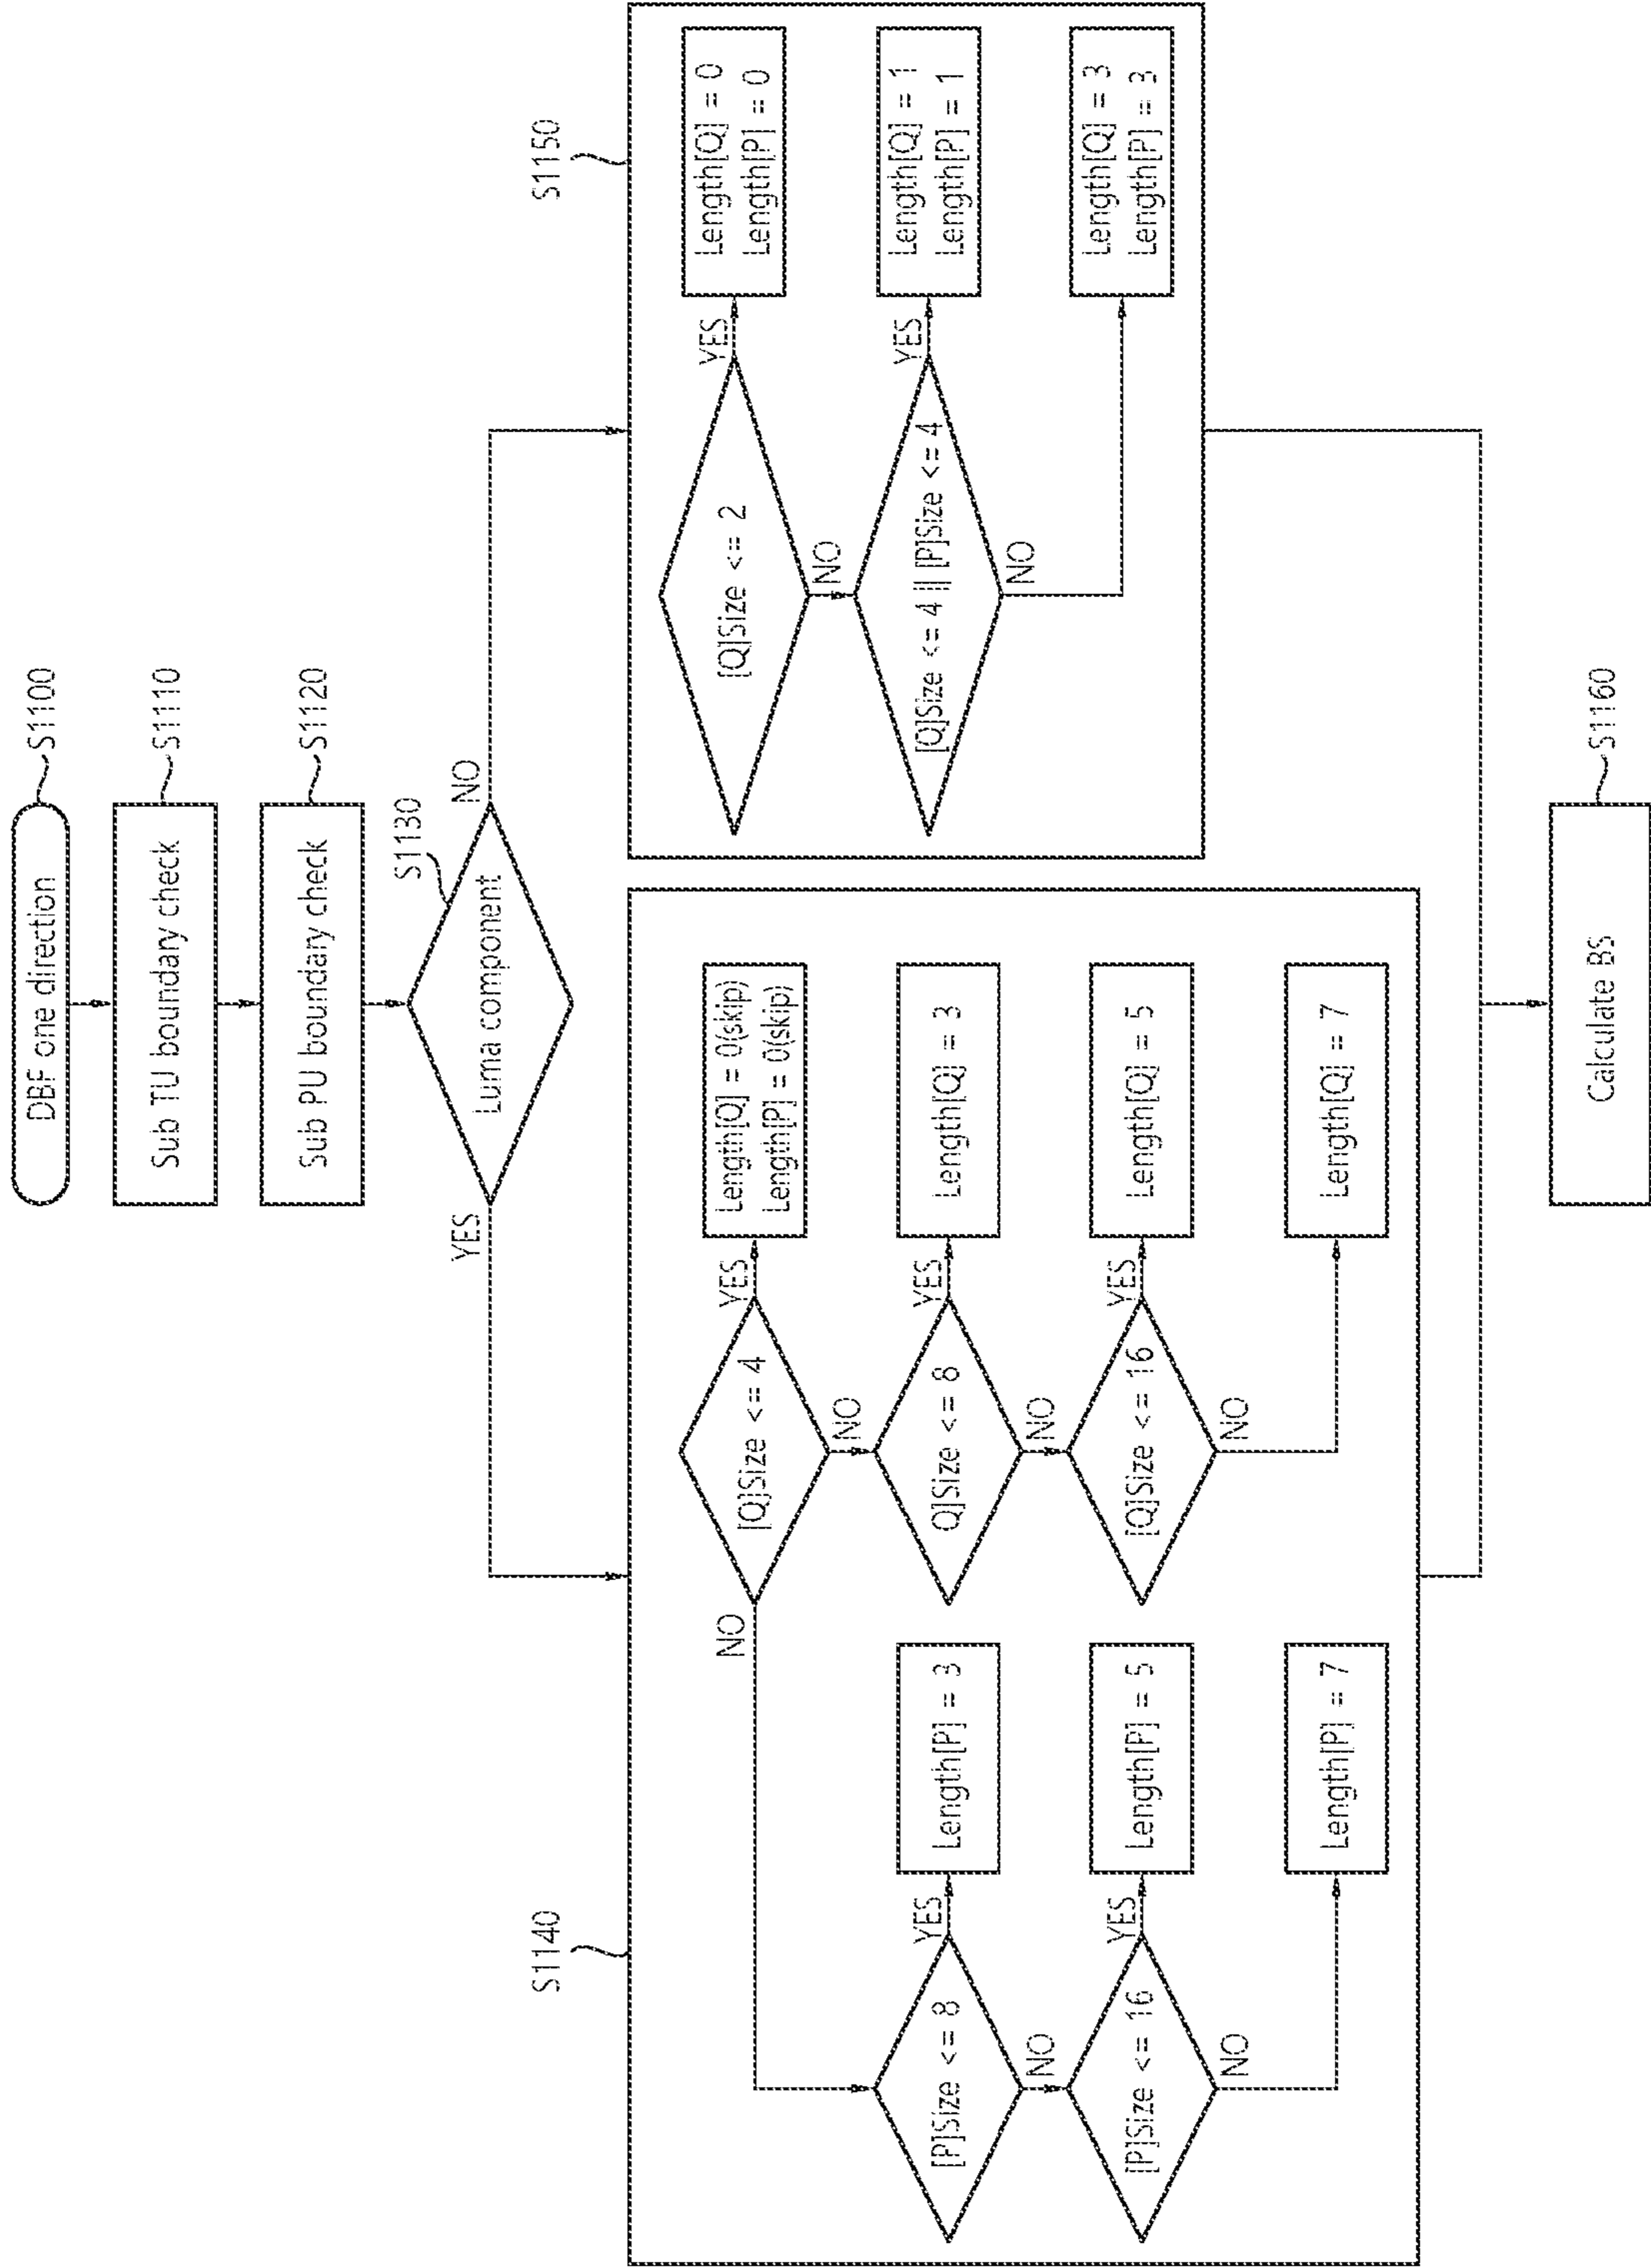 DBF one direction
S1100
Sub TU boundary check
S1110
Sub PU boundary check
S1120
S1130
Luma component
YES
NO
S1140
[Q]Size <= 4
YES
Length[Q] = 0(skip)
Length[P] = 0(skip)
NO
NO
[P]Size <= 8
YES
Length[P] = 3
Q]Size <= 8
YES
Length[Q] = 3
NO
NO
[P]Size <= 16
YES
Length[P] = 5
[Q]Size <= 16
YES
Length[Q] = 5
NO
NO
Length[P] = 7
Length[Q] = 7
S1150
[Q]Size <= 2
YES
Length[Q] = 0
Length[P] = 0
NO
[Q]Size <= 4 || [P]Size <= 4
YES
Length[Q] = 1
Length[P] = 1
NO
Length[Q] = 3
Length[P] = 3
Calculate BS
S1160